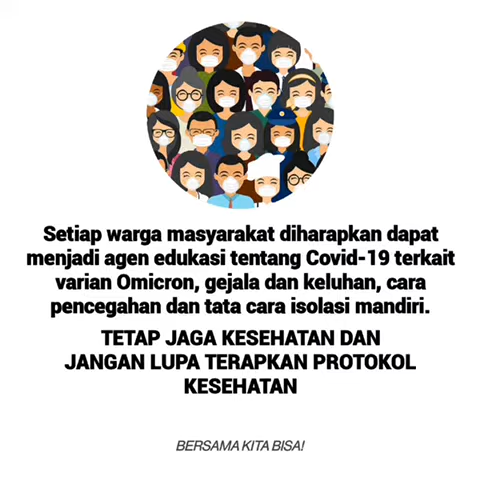 Setiap warga masyarakat diharapkan dapat
menjadi agen edukasi tentang Covid-19 terkait
varian Omicron, gejala dan keluhan, cara
pencegahan dan tata cara isolasi mandiri.
TETAP JAGA KESEHATAN DAN
JANGAN LUPA TERAPKAN PROTOKOL
KESEHATAN
BERSAMA KITA BISA!